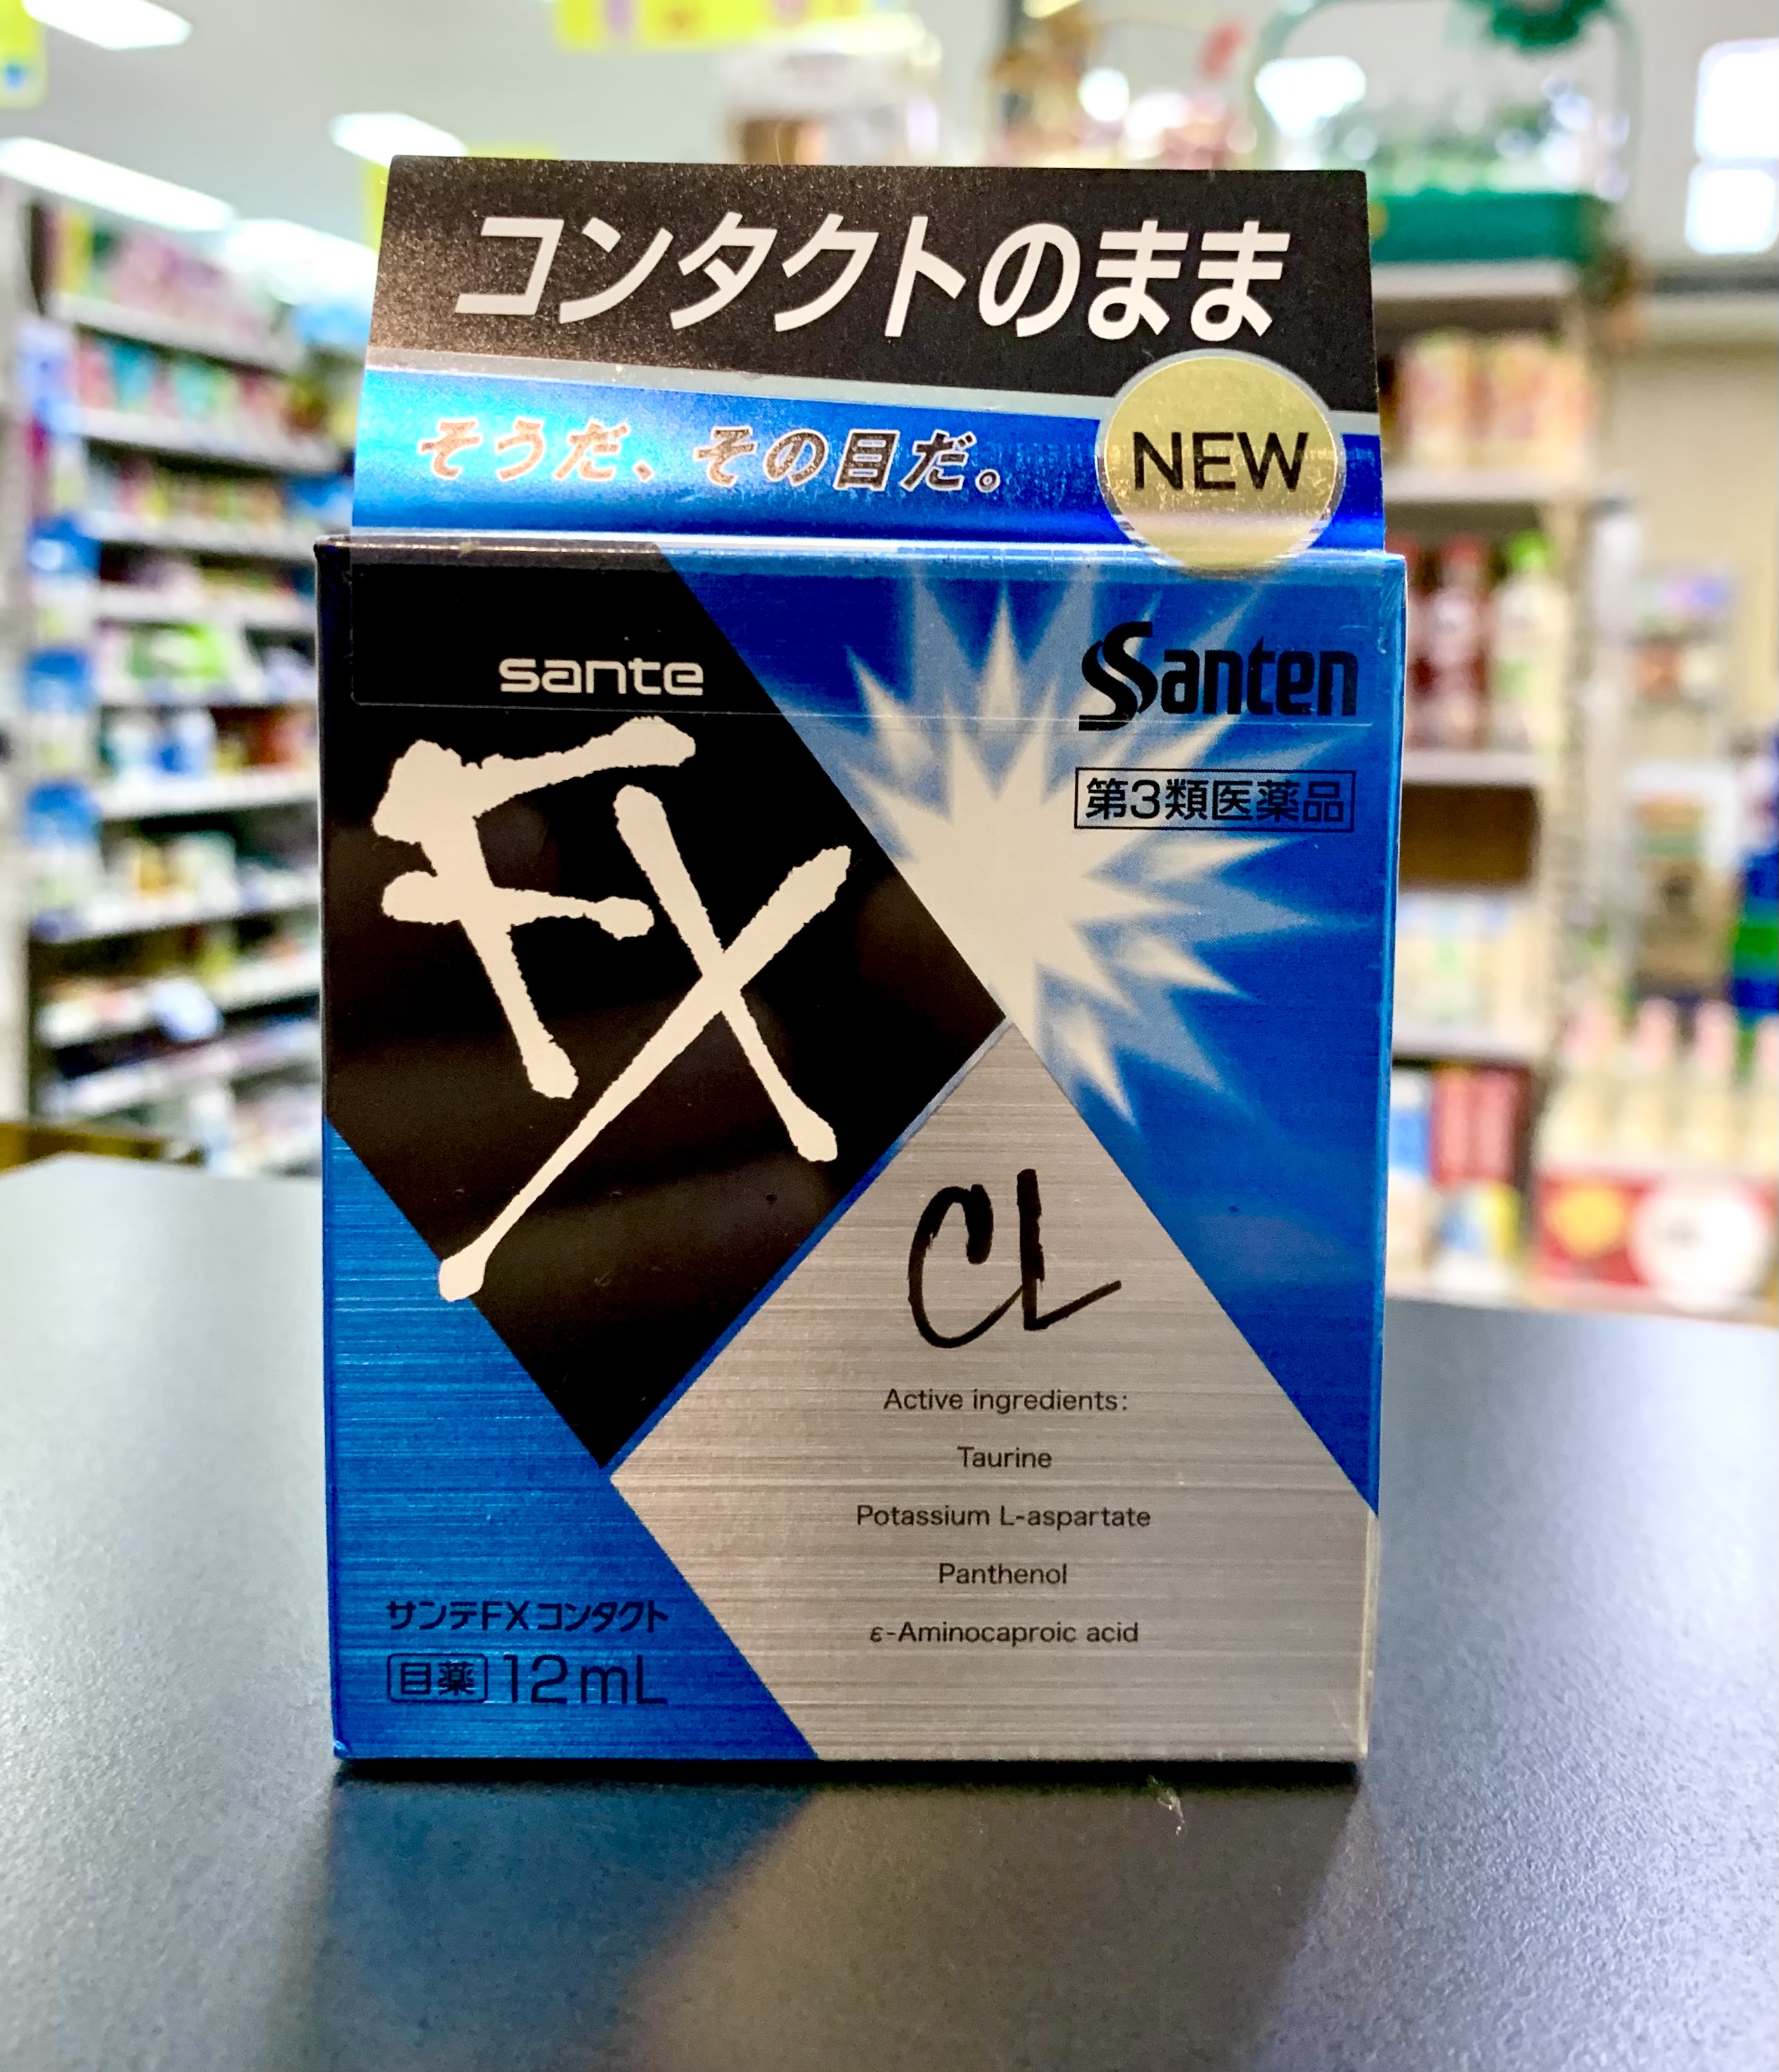 コンタクトのまま
そうだ、その目だ。
NEW
sante
Santen
第3類医薬品
FX
CL
Active ingredients:
Taurine
Potassium L-aspartate
Panthenol
ε-Aminocaproic acid
サンテFXコンタクト
目薬 12mL